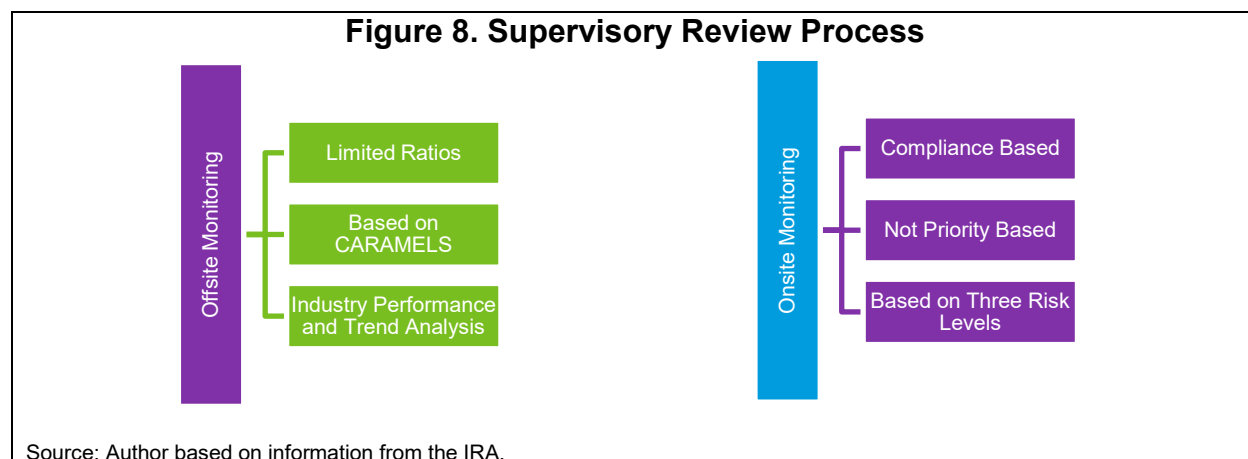 Figure 8. Supervisory Review Process
Offsite Monitoring
Limited Ratios
Based on
CARAMELS
Industry Performance
and Trend Analysis
Onsite Monitoring
Compliance Based
Not Priority Based
Based on Three Risk
Levels
Source: Author based on information from the IRA.